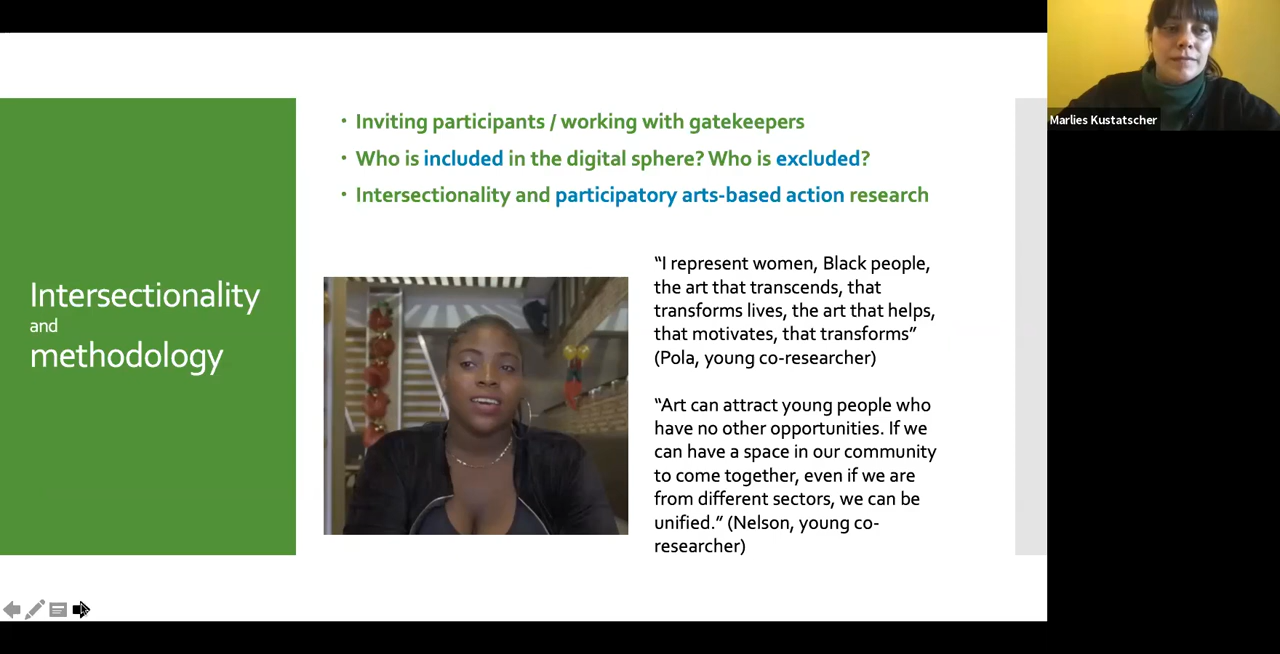 Intersectionality
and
methodology
• Inviting participants / working with gatekeepers
• Who is included in the digital sphere? Who is excluded?
• Intersectionality and participatory arts-based action research
“I represent women, Black people,
the art that transcends, that
transforms lives, the art that helps,
that motivates, that transforms”
(Pola, young co-researcher)
“Art can attract young people who
have no other opportunities. If we
can have a space in our community
to come together, even if we are
from different sectors, we can be
unified.” (Nelson, young co-
researcher)
Marlies Kustatscher